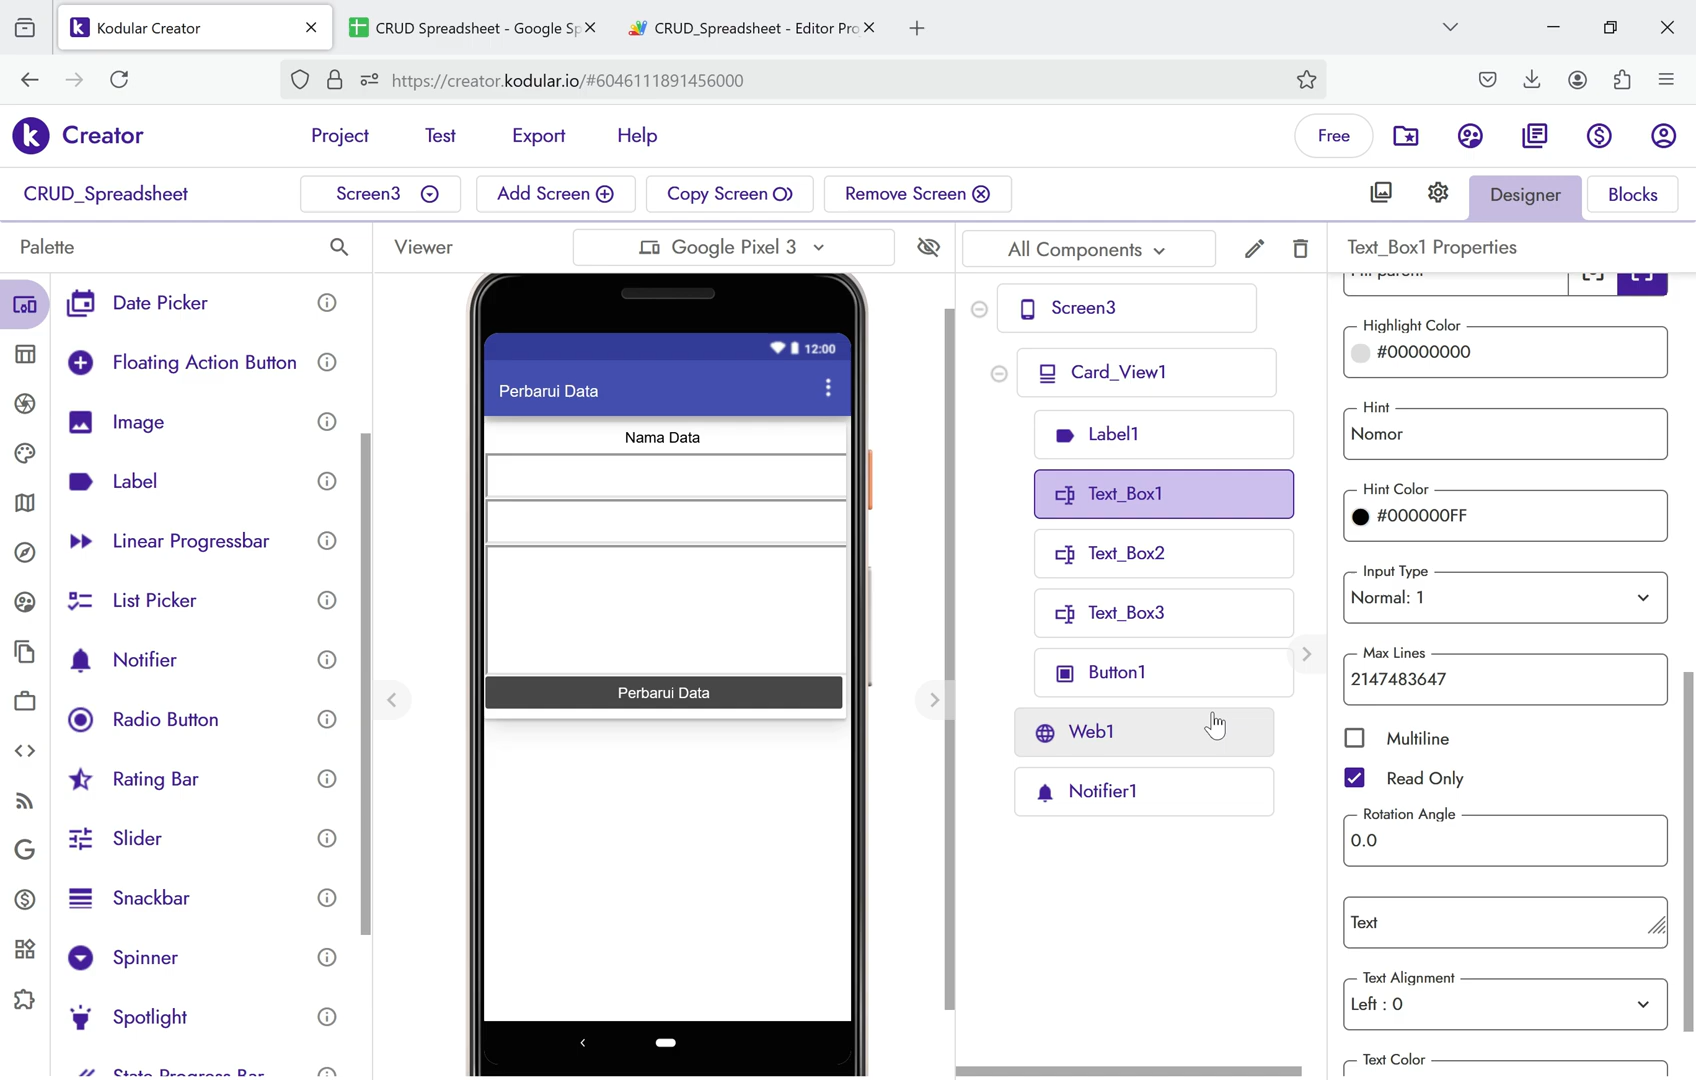 Kodular Creator
CRUD Spreadsheet - Google Sp
CRUD_Spreadsheet - Editor Pro
https://creator.kodular.io/#6046111891456000
k Creator
Project
Test
Export
Help
Free
CRUD_Spreadsheet
Screen3
Add Screen
Copy Screen
Remove Screen
Designer
Blocks
Palette
Viewer
Google Pixel 3
All Components
Text_Box1 Properties
Date Picker
Floating Action Button
Image
Label
Linear Progressbar
List Picker
Notifier
Radio Button
Rating Bar
Slider
Snackbar
Spinner
Spotlight
State Progress Bar
12:00
Perbarui Data
Nama Data
Perbarui Data
Screen3
Card_View1
Label1
Text_Box1
Text_Box2
Text_Box3
Button1
Web1
Notifier1
Fill parent
Highlight Color
#00000000
Hint
Nomor
Hint Color
#000000FF
Input Type
Normal: 1
Max Lines
2147483647
Multiline
Read Only
Rotation Angle
0.0
Text
Text Alignment
Left : 0
Text Color